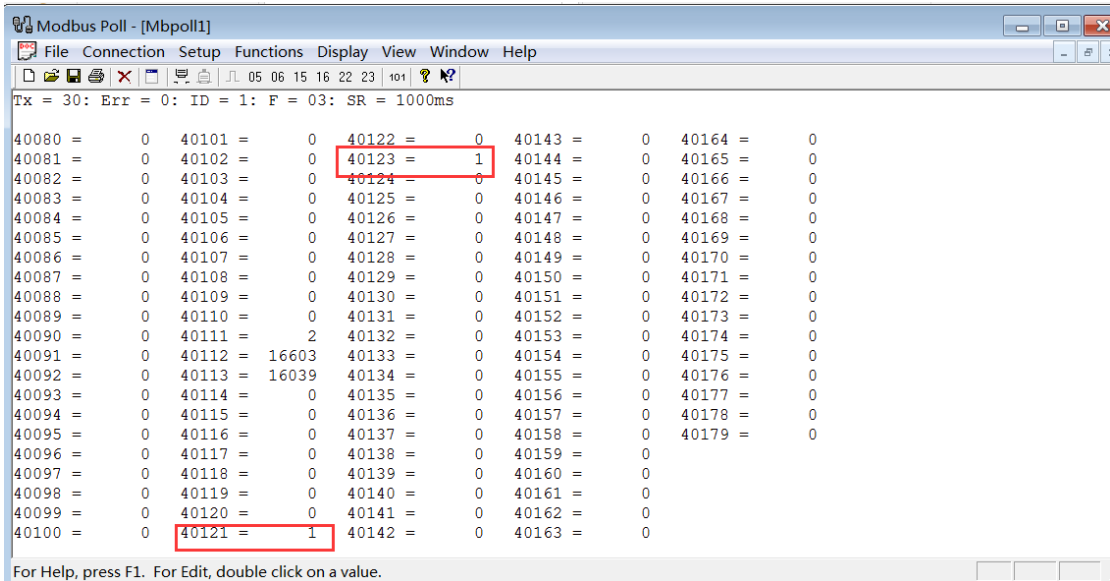 Modbus Poll - [Mbpoll1]
File Connection Setup Functions Display View Window Help
05 06 15 16 22 23 101
Tx = 30: Err = 0: ID = 1: F = 03: SR = 1000ms
40080 = 0 40101 = 0 40122 = 0 40143 = 0 40164 = 0
40081 = 0 40102 = 0 40123 = 1 40144 = 0 40165 = 0
40082 = 0 40103 = 0 40124 = 0 40145 = 0 40166 = 0
40083 = 0 40104 = 0 40125 = 0 40146 = 0 40167 = 0
40084 = 0 40105 = 0 40126 = 0 40147 = 0 40168 = 0
40085 = 0 40106 = 0 40127 = 0 40148 = 0 40169 = 0
40086 = 0 40107 = 0 40128 = 0 40149 = 0 40170 = 0
40087 = 0 40108 = 0 40129 = 0 40150 = 0 40171 = 0
40088 = 0 40109 = 0 40130 = 0 40151 = 0 40172 = 0
40089 = 0 40110 = 0 40131 = 0 40152 = 0 40173 = 0
40090 = 0 40111 = 2 40132 = 0 40153 = 0 40174 = 0
40091 = 0 40112 = 16603 40133 = 0 40154 = 0 40175 = 0
40092 = 0 40113 = 16039 40134 = 0 40155 = 0 40176 = 0
40093 = 0 40114 = 0 40135 = 0 40156 = 0 40177 = 0
40094 = 0 40115 = 0 40136 = 0 40157 = 0 40178 = 0
40095 = 0 40116 = 0 40137 = 0 40158 = 0 40179 = 0
40096 = 0 40117 = 0 40138 = 0 40159 = 0
40097 = 0 40118 = 0 40139 = 0 40160 = 0
40098 = 0 40119 = 0 40140 = 0 40161 = 0
40099 = 0 40120 = 0 40141 = 0 40162 = 0
40100 = 0 40121 = 1 40142 = 0 40163 = 0
For Help, press F1. For Edit, double click on a value.